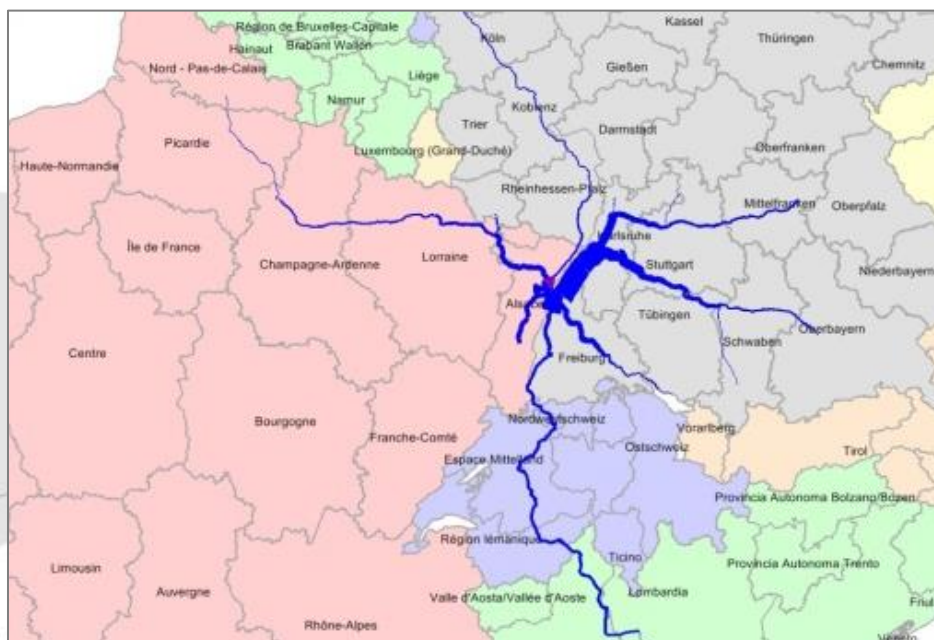 Région de Bruxelles-Capitale
Kassel
Köln
Thüringen
Hainaut
Brabant Wallon
Gießen
Chemnitz
Nord - Pas-de-Calais
Liège
Namur
Koblenz
Trier
Darmstadt
Picardie
Luxembourg (Grand-Duché)
Oberfranken
Haute-Normandie
Rheinhessen-Pfalz
Mittelfranken
Oberpfalz
Île de France
Karlsruhe
Lorraine
Champagne-Ardenne
Stuttgart
Niederbayern
Alsace
Tübingen
Oberbayern
Schwaben
Centre
Freiburg
Bourgogne
Nordwestschweiz
Franche-Comté
Vorarlberg
Ostschweiz
Tirol
Espace Mittelland
Provincia Autonoma Bolzano/Bozen
Région lémanique
Ticino
Provincia Autonoma Trento
Limousin
Auvergne
Valle d'Aosta/Vallée d'Aoste
Lombardia
Friu
Rhône-Alpes
Veneto